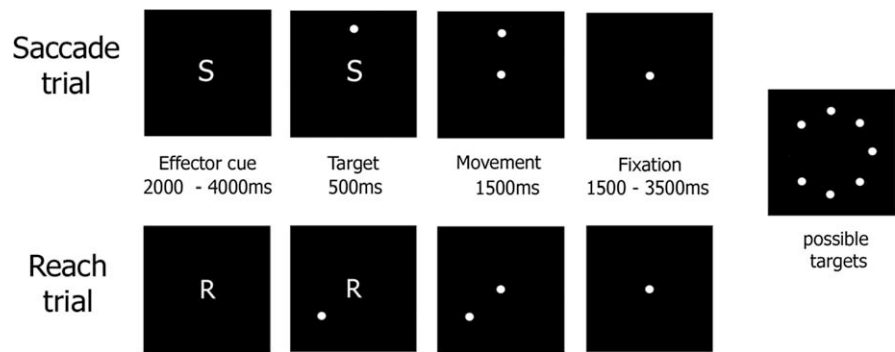 Saccade
trial
S
S
Effector cue
2000 - 4000ms
Target
500ms
Movement
1500ms
Fixation
1500 - 3500ms
possible
targets
Reach
trial
R
R